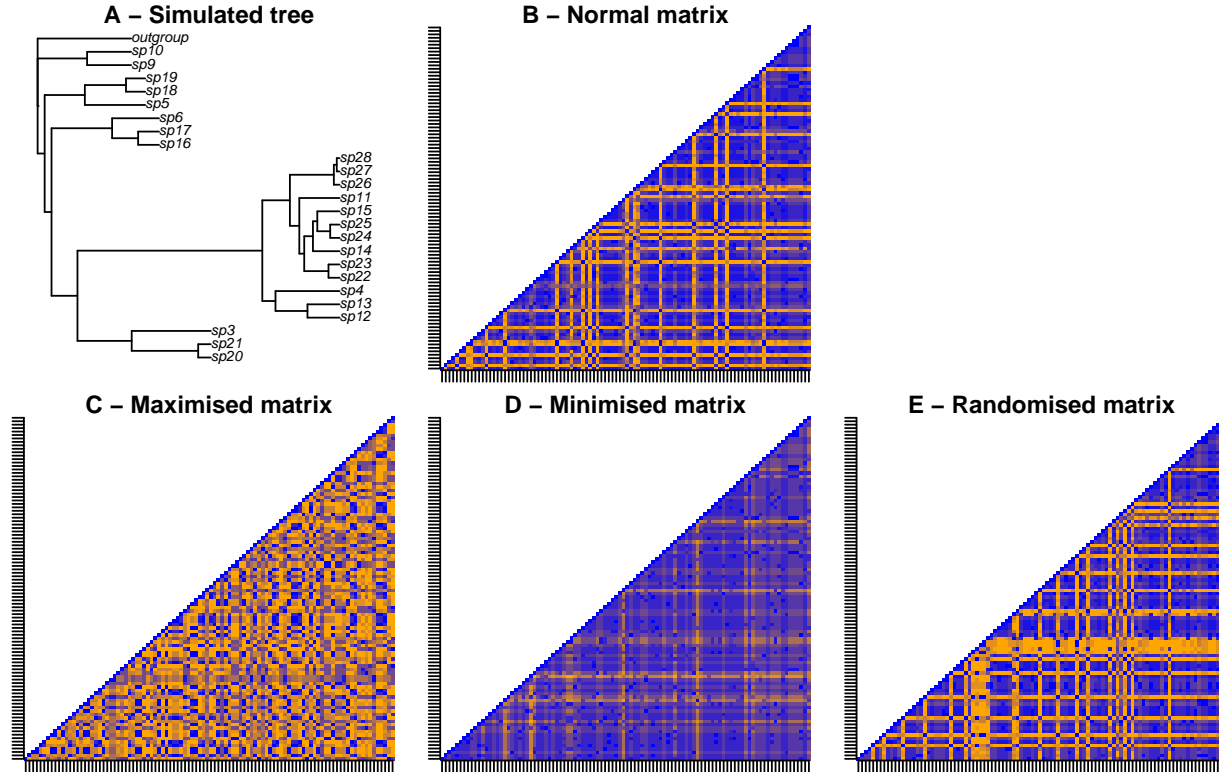 A – Simulated tree
B – Normal matrix
outgroup
sp10
sp9
sp19
sp18
sp5
sp6
sp17
sp16
sp28
sp27
sp26
sp11
sp15
sp25
sp24
sp14
sp23
sp22
sp4
sp13
sp12
sp3
sp21
sp20
C – Maximised matrix
D – Minimised matrix
E – Randomised matrix